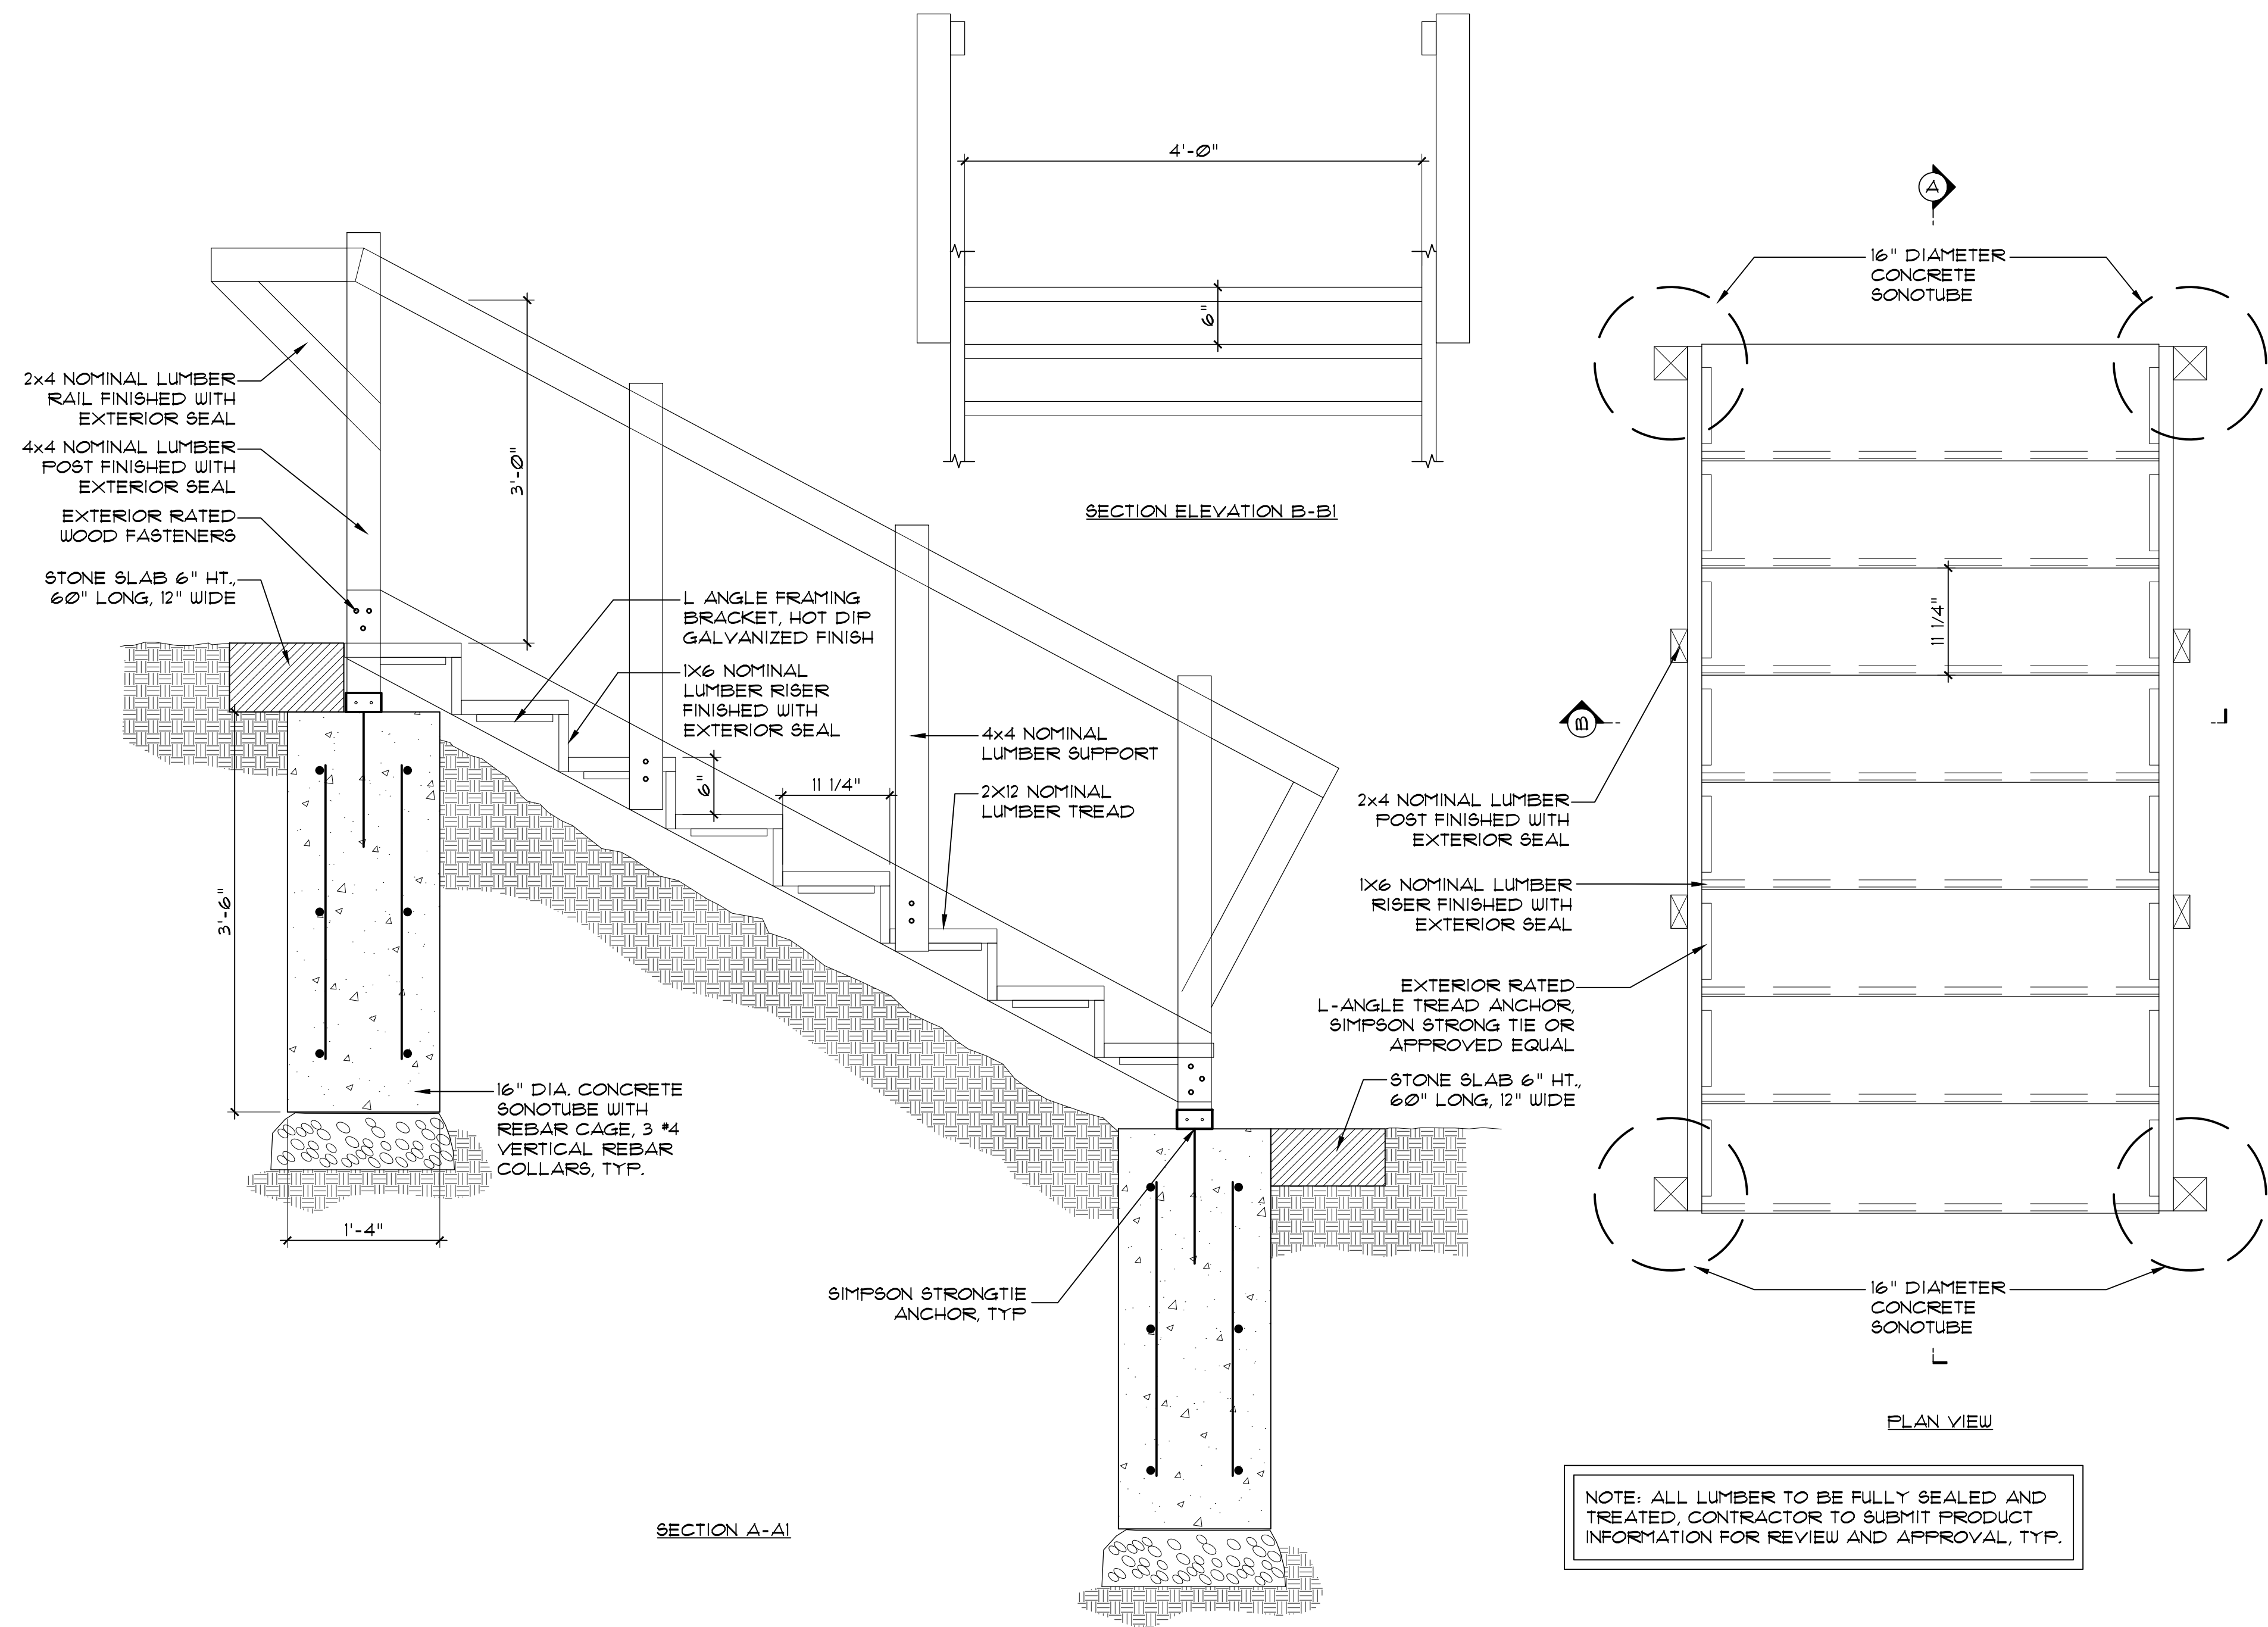 4'-0"
6"
SECTION ELEVATION B-B1
2x4 NOMINAL LUMBER
RAIL FINISHED WITH
EXTERIOR SEAL
4x4 NOMINAL LUMBER
POST FINISHED WITH
EXTERIOR SEAL
EXTERIOR RATED
WOOD FASTENERS
STONE SLAB 6" HT.,
60" LONG, 12" WIDE
3'-0"
L ANGLE FRAMING
BRACKET, HOT DIP
GALVANIZED FINISH
1X6 NOMINAL
LUMBER RISER
FINISHED WITH
EXTERIOR SEAL
4x4 NOMINAL
LUMBER SUPPORT
2X12 NOMINAL
LUMBER TREAD
6"
11 1/4"
3'-6"
16" DIA. CONCRETE
SONOTUBE WITH
REBAR CAGE, 3 #4
VERTICAL REBAR
COLLARS, TYP.
1'-4"
SIMPSON STRONGTIE
ANCHOR, TYP
STONE SLAB 6" HT.,
60" LONG, 12" WIDE
SECTION A-A1
A
16" DIAMETER
CONCRETE
SONOTUBE
11 1/4"
B
2x4 NOMINAL LUMBER
POST FINISHED WITH
EXTERIOR SEAL
1X6 NOMINAL LUMBER
RISER FINISHED WITH
EXTERIOR SEAL
EXTERIOR RATED
L-ANGLE TREAD ANCHOR,
SIMPSON STRONG TIE OR
APPROVED EQUAL
16" DIAMETER
CONCRETE
SONOTUBE
PLAN VIEW
NOTE: ALL LUMBER TO BE FULLY SEALED AND
TREATED, CONTRACTOR TO SUBMIT PRODUCT
INFORMATION FOR REVIEW AND APPROVAL, TYP.